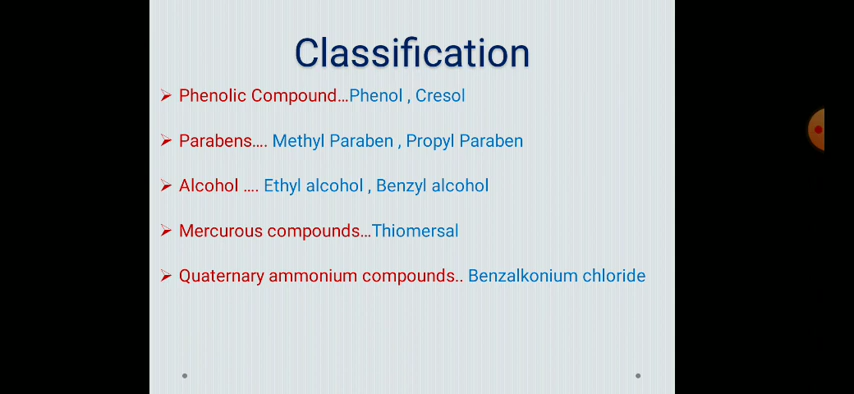 Classification
➢ Phenolic Compound…Phenol , Cresol
➢ Parabens…. Methyl Paraben , Propyl Paraben
➢ Alcohol …. Ethyl alcohol , Benzyl alcohol
➢ Mercurous compounds…Thiomersal
➢ Quaternary ammonium compounds.. Benzalkonium chloride